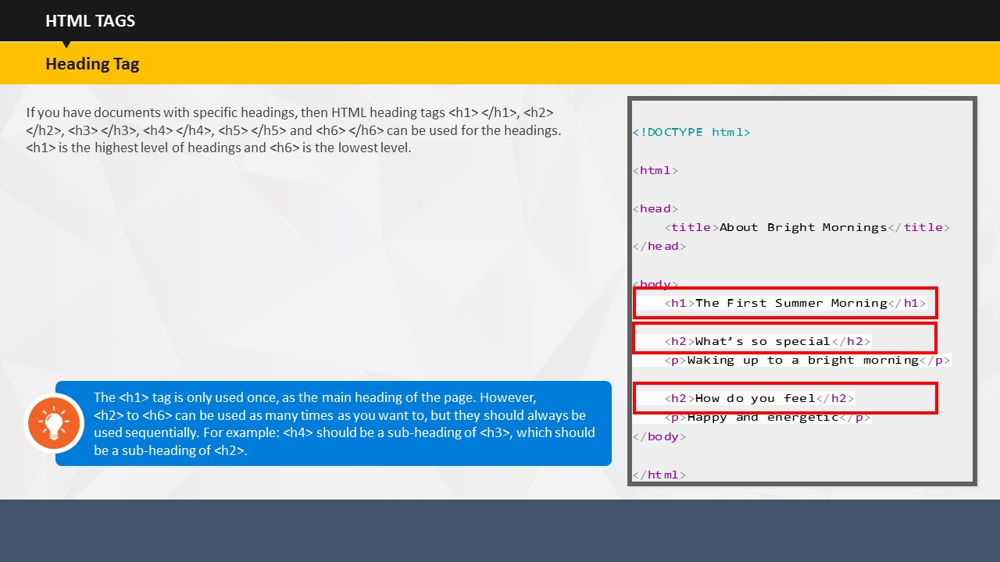 HTML TAGS
Heading Tag
If you have documents with specific headings, then HTML heading tags <h1> </h1>, <h2>
</h2>, <h3> </h3>, <h4> </h4>, <h5> </h5> and <h6> </h6> can be used for the headings.
<h1> is the highest level of headings and <h6> is the lowest level.
The <h1> tag is only used once, as the main heading of the page. However,
<h2> to <h6> can be used as many times as you want to, but they should always be
used sequentially. For example: <h4> should be a sub-heading of <h3>, which should
be a sub-heading of <h2>.
<!DOCTYPE html>
<html>
<head>
<title>About Bright Mornings</title>
</head>
<body>
<h1>The First Summer Morning</h1>
<h2>What’s so special</h2>
<p>Waking up to a bright morning</p>
<h2>How do you feel</h2>
<p>Happy and energetic</p>
</body>
</html>